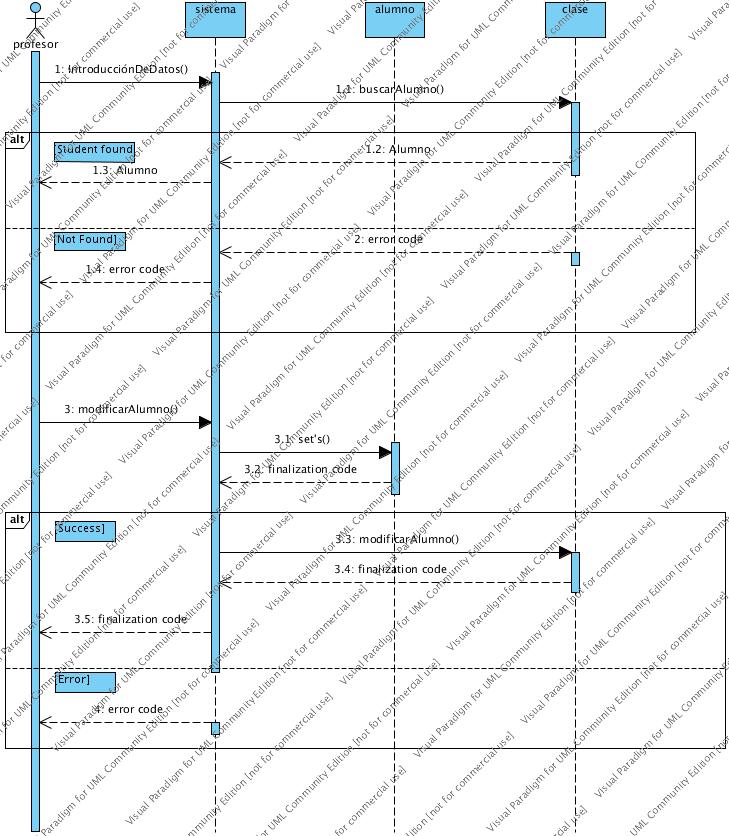 sistema
alumno
clase
profesor
1: IntroducciónDeDatos()
1.1: buscarAlumno()
alt
Student found
1.2: Alumno
1.3: Alumno
Not Found]
2: error code
1.4: error code
3: modificarAlumno()
3.1: set's()
3.2: finalization code
alt
Success]
3.3: modificarAlumno()
3.4: finalization code
3.5: finalization code
Error]
4: error code
Visual Paradigm for UML Community Edition [not for commercial use]